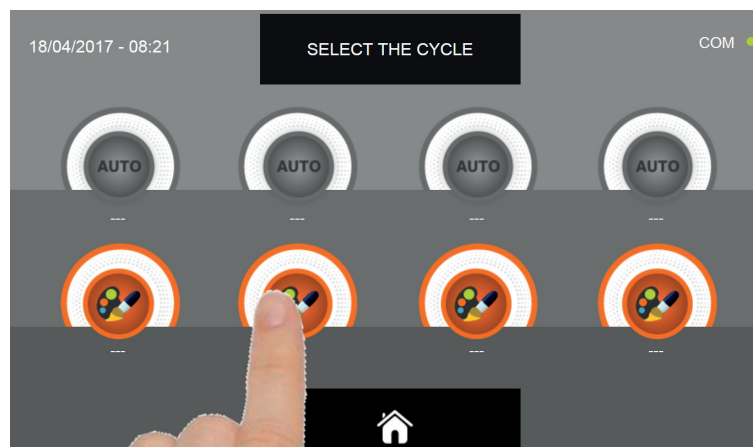 18/04/2017 - 08:21
SELECT THE CYCLE
COM
AUTO AUTO AUTO AUTO
--- --- --- ---
--- --- ---